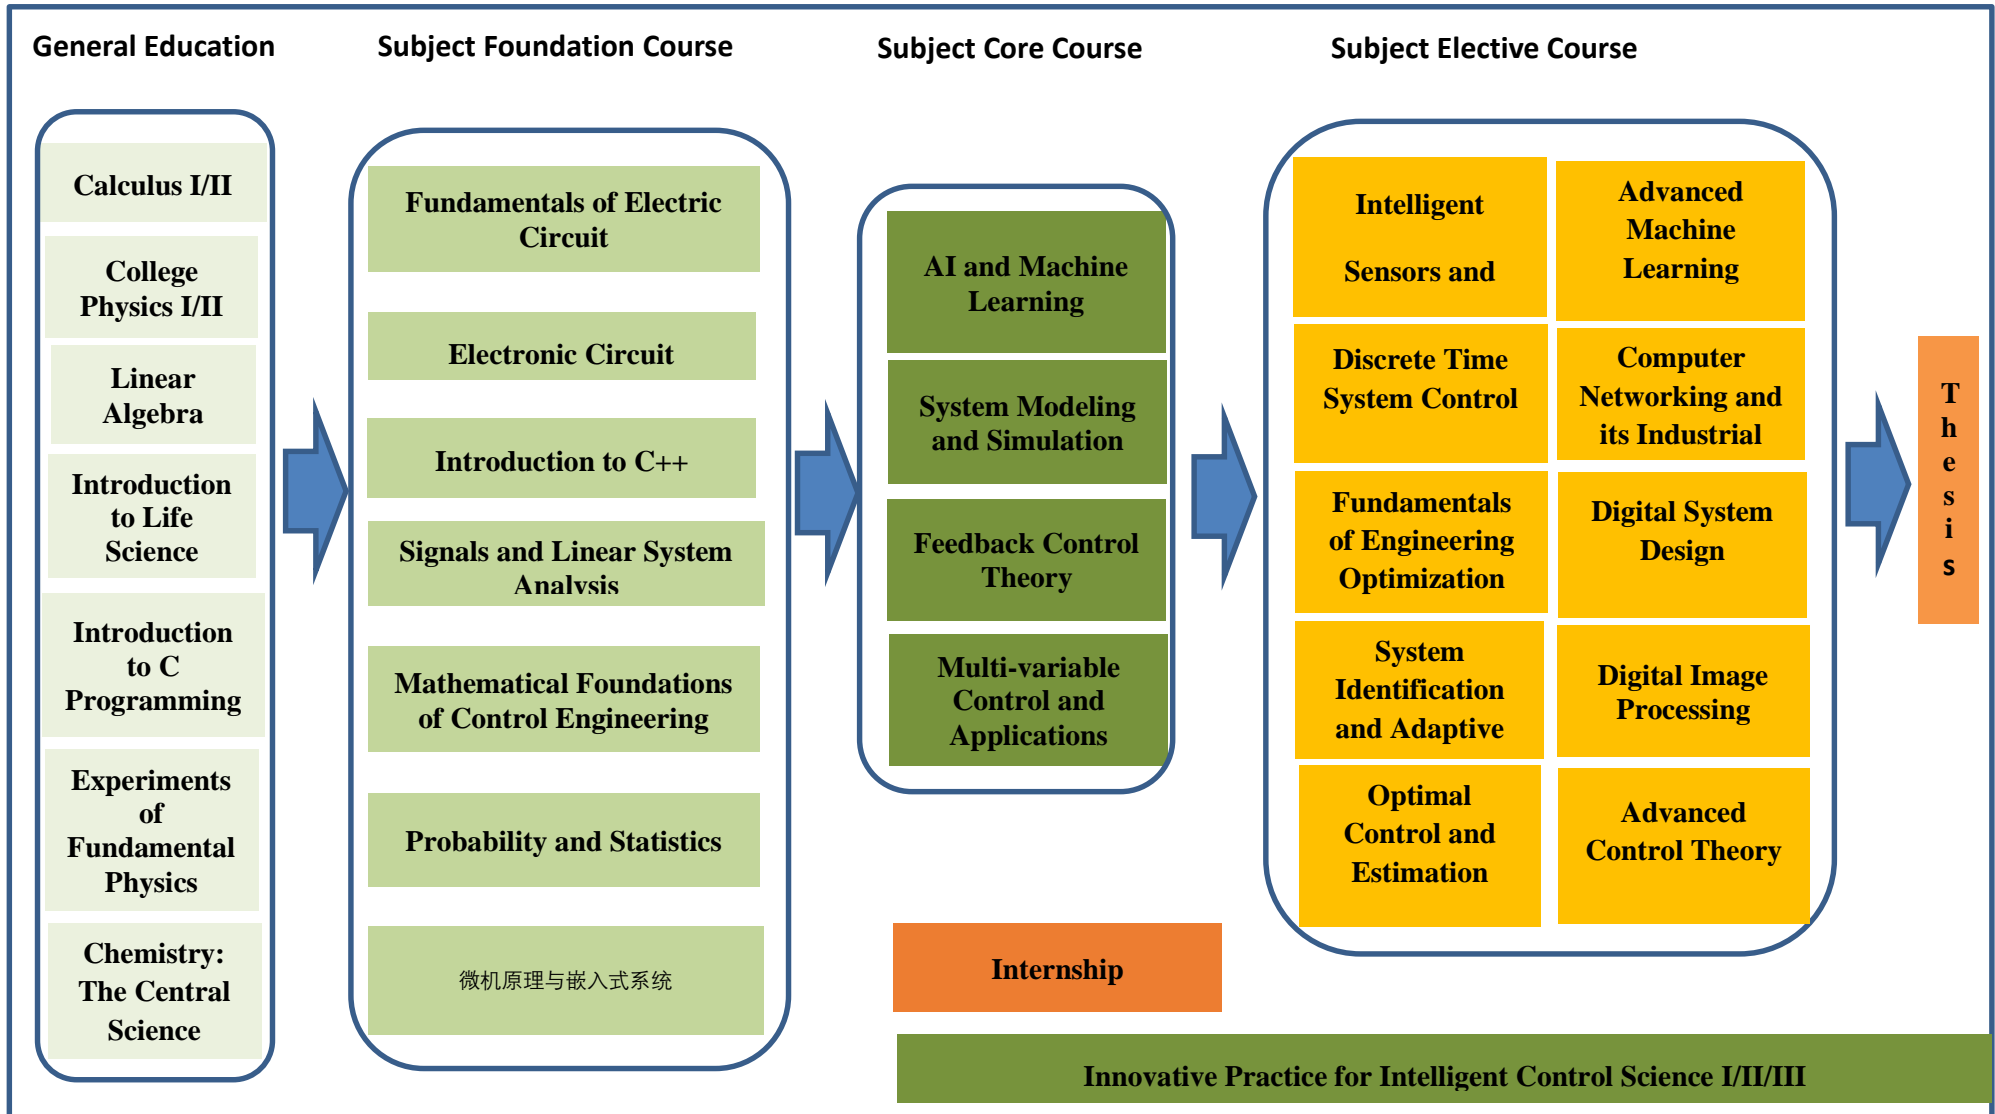 General Education
Subject Foundation Course
Subject Core Course
Subject Elective Course
Calculus I/II
College
Physics I/II
Linear
Algebra
Introduction
to Life
Science
Introduction
to C
Programming
Experiments
of
Fundamental
Physics
Chemistry:
The Central
Science
Fundamentals of Electric
Circuit
Electronic Circuit
Introduction to C++
Signals and Linear System
Analysis
Mathematical Foundations
of Control Engineering
Probability and Statistics
微机原理与嵌入式系统
AI and Machine
Learning
System Modeling
and Simulation
Feedback Control
Theory
Multi-variable
Control and
Applications
Internship
Intelligent
Sensors and
Discrete Time
System Control
Fundamentals
of Engineering
Optimization
System
Identification
and Adaptive
Optimal
Control and
Estimation
Advanced
Machine
Learning
Computer
Networking and
its Industrial
Digital System
Design
Digital Image
Processing
Advanced
Control Theory
Thesis
Innovative Practice for Intelligent Control Science I/II/III